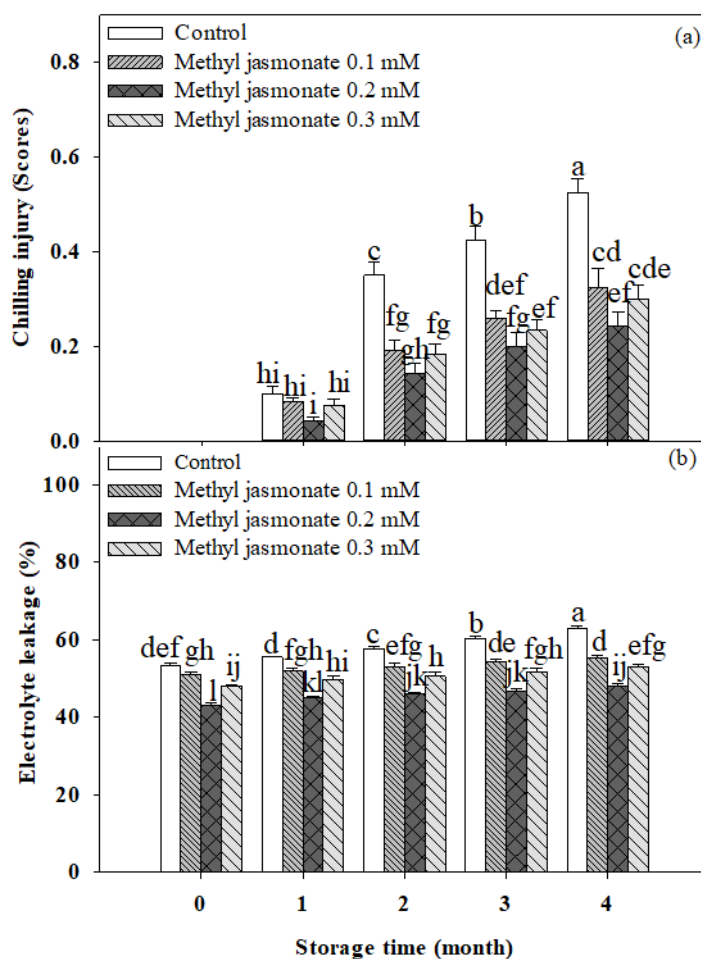 (a)
Control
Methyl jasmonate 0.1 mM
Methyl jasmonate 0.2 mM
Methyl jasmonate 0.3 mM
Chilling injury (Scores)
0.8
0.6
0.4
0.2
0.0
hi hi i hi
c fg gh fg
b def fg ef
a cd ef cde
(b)
Control
Methyl jasmonate 0.1 mM
Methyl jasmonate 0.2 mM
Methyl jasmonate 0.3 mM
Electrolyte leakage (%)
100
80
60
40
20
0
def gh l ij
d fgh kl hi
c efg jk h
b de jk fgh
a d ij efg
0 1 2 3 4
Storage time (month)